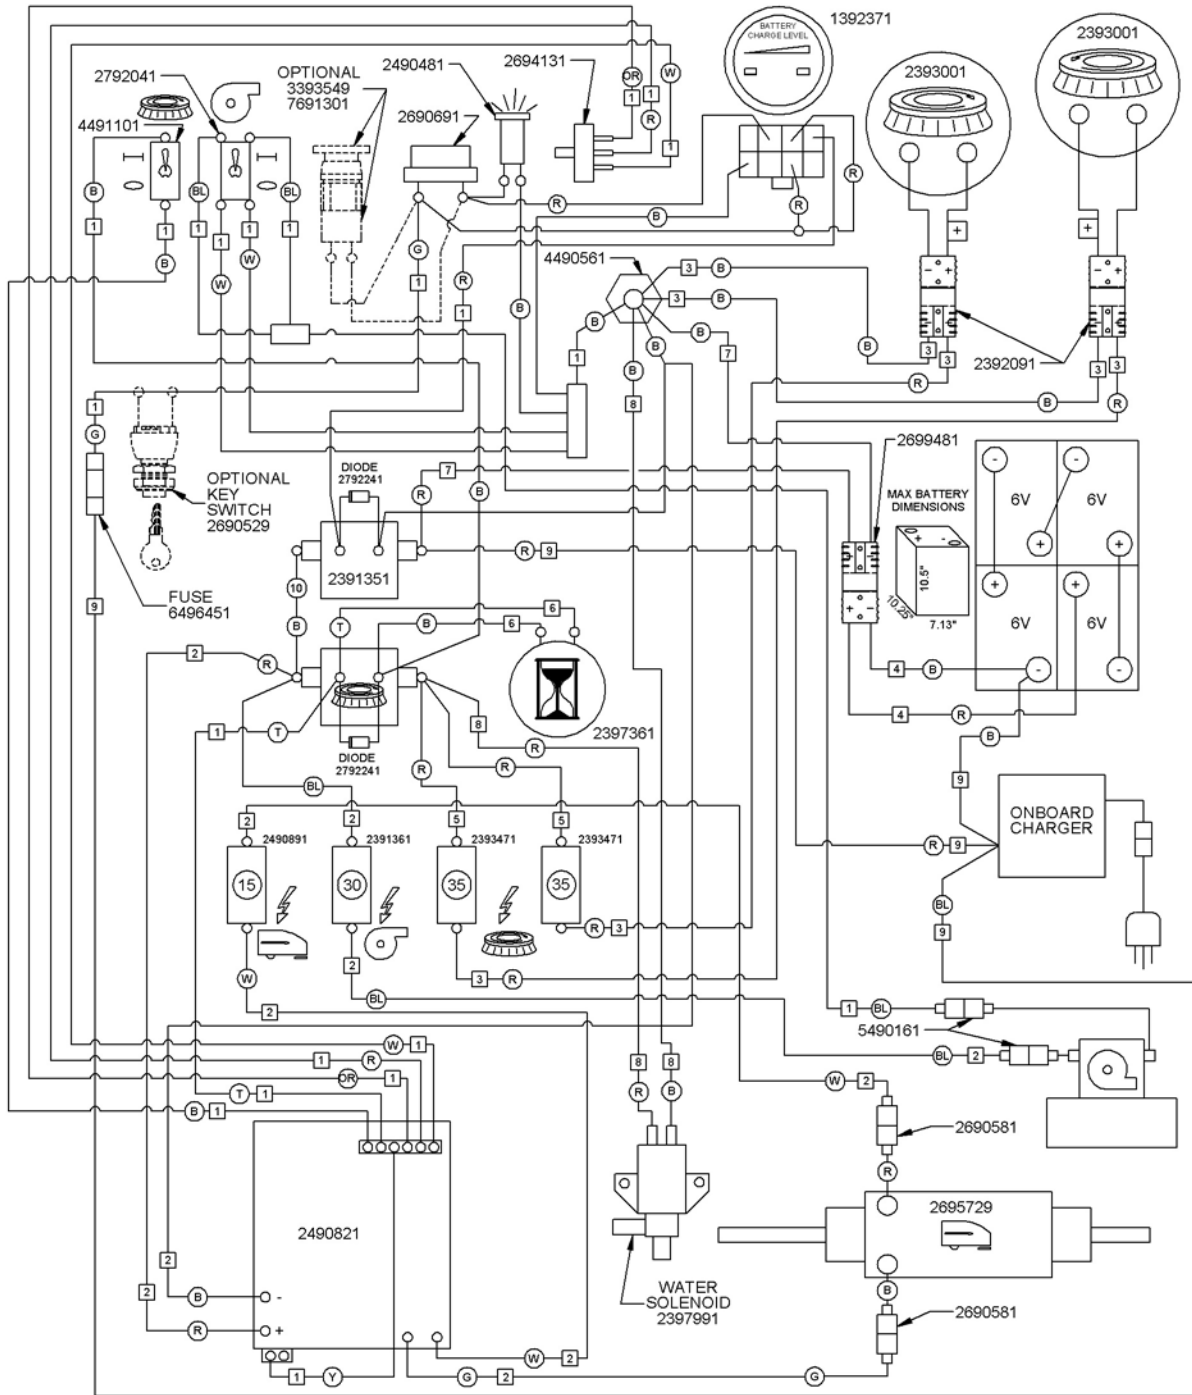 BATTERY
CHARGE LEVEL
1392371
2393001
2393001
2792041
4491101
OPTIONAL
3393549
7691301
2490481
2690691
2694131
OR
W
1
1
R
1
B
1
BL
1
BL
1
1
B
1
W
1
W
G
1
R
1
R
B
B
R
R
4490561
3
B
3
B
B
1
B
8
B
B
7
B
+
-
+
+
-
+
B
3
3
R
B
3
3
R
2392091
1
G
OPTIONAL
KEY
SWITCH
2690529
FUSE
6496451
9
DIODE
2792241
2391351
R
7
B
R
9
10
B
2699481
B
MAX BATTERY
DIMENSIONS
+ -
10.5"
10.25"
7.13"
+ -
-
-
6V
6V
+
+
+
+
6V
6V
-
-
4
B
4
R
B
9
2
R
T
B
6
6
2397361
1
T
DIODE
2792241
8
R
R
R
BL
2
2
5
5
2490891
2391361
2393471
2393471
15
30
35
35
R
3
3
R
W
2
2
BL
ONBOARD
CHARGER
R
9
BL
9
1
BL
5490161
BL
2
W
1
1
R
OR
1
T
1
B
1
8
8
R
B
W
2
2690581
R
2695729
B
2690581
2490821
WATER
SOLENOID
2397991
2
2
B
-
R
+
1
Y
W
2
G
2
G